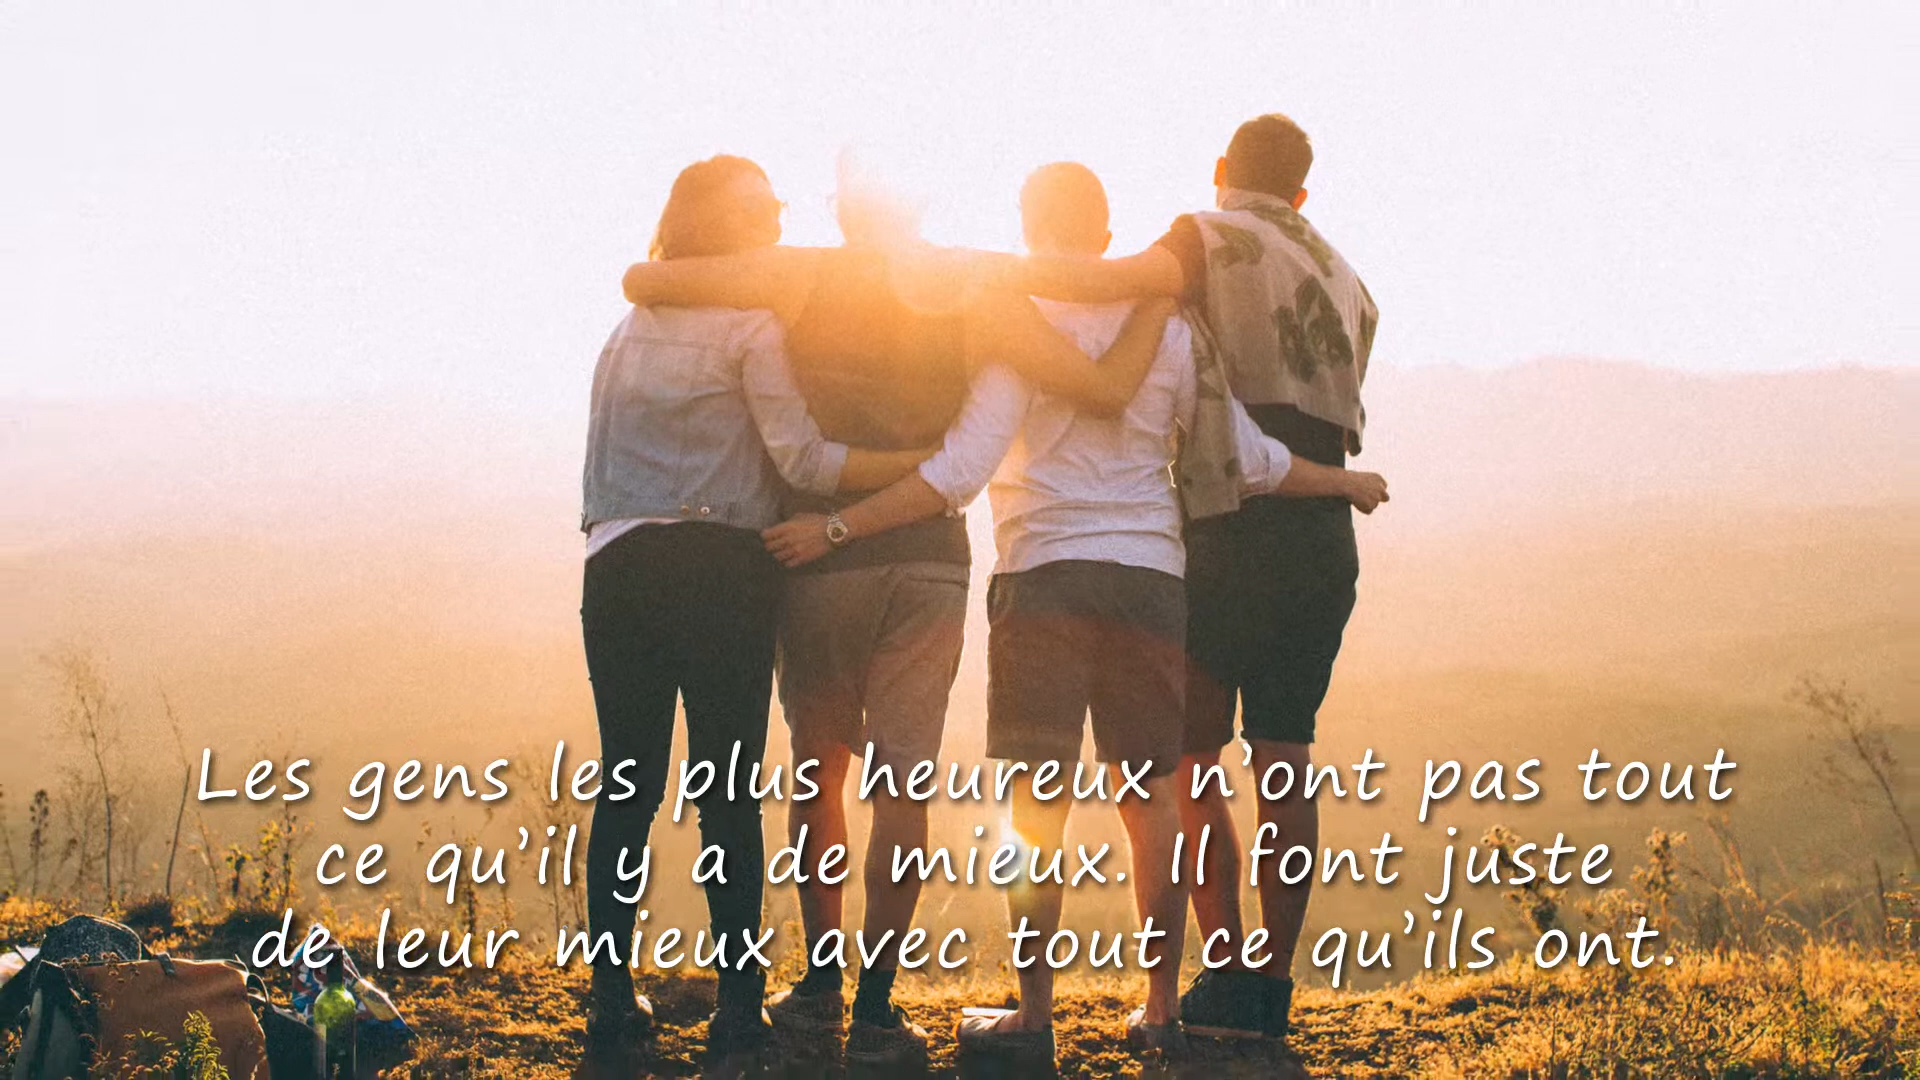 Les gens les plus heureux n’ont pas tout
ce qu’il y a de mieux. Il font juste
de leur mieux avec tout ce qu’ils ont.